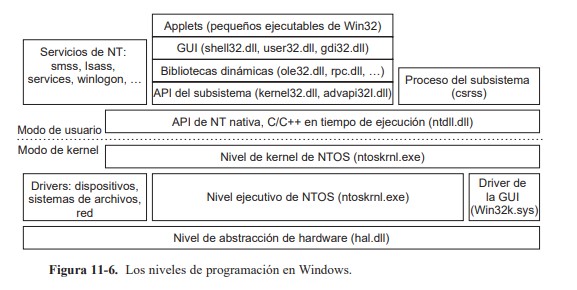 Applets (pequeños ejecutables de Win32)
Servicios de NT:
smss, lsass,
services, winlogon, …
GUI (shell32.dll, user32.dll, gdi32.dll)
Bibliotecas dinámicas (ole32.dll, rpc.dll, …)
API del subsistema (kernel32.dll, advapi32l.dll)
Proceso del subsistema
(csrss)
API de NT nativa, C/C++ en tiempo de ejecución (ntdll.dll)
Modo de usuario
Modo de kernel
Nivel de kernel de NTOS (ntoskrnl.exe)
Drivers: dispositivos,
sistemas de archivos,
red
Nivel ejecutivo de NTOS (ntoskrnl.exe)
Driver de
la GUI
(Win32k.sys)
Nivel de abstracción de hardware (hal.dll)
Figura 11-6. Los niveles de programación en Windows.